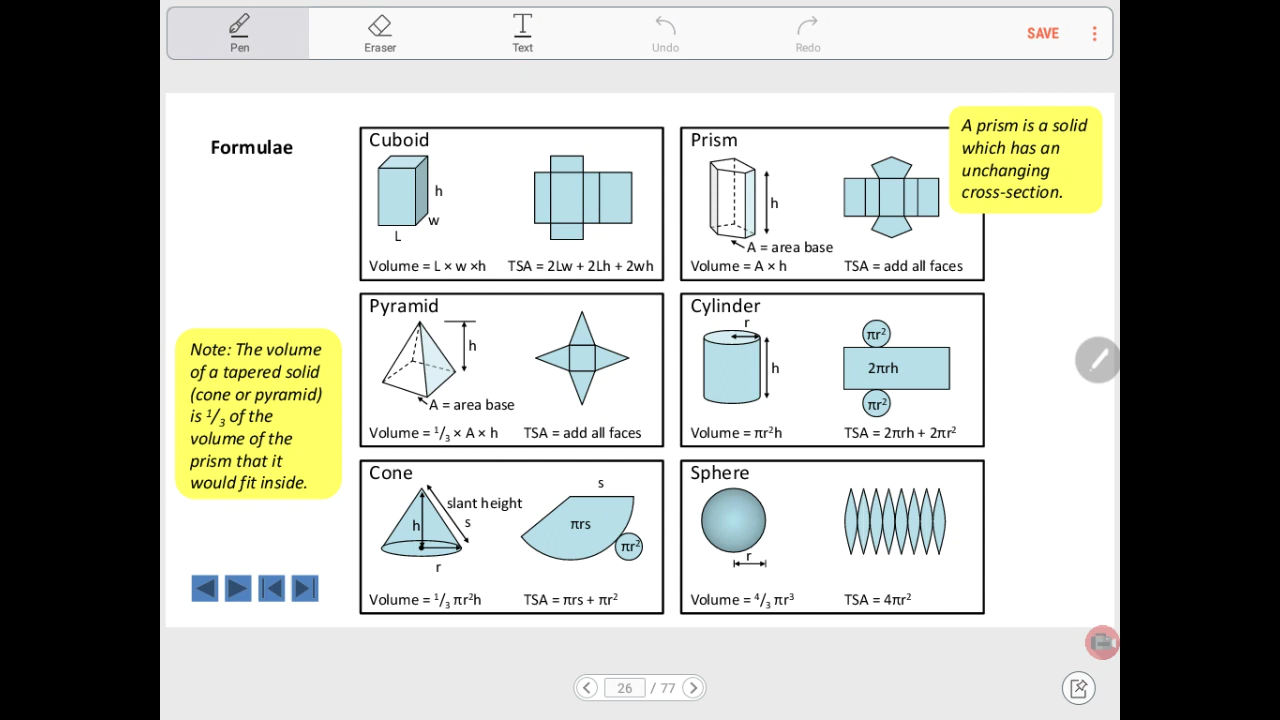 Pen
Eraser
Text
Undo
Redo
SAVE
Formulae
Cuboid
h
w
L
Volume = L × w ×h
TSA = 2Lw + 2Lh + 2wh
Prism
h
A = area base
Volume = A × h
TSA = add all faces
A prism is a solid
which has an
unchanging
cross-section.
Pyramid
h
A = area base
Volume = ¹/₃ × A × h
TSA = add all faces
Cylinder
r
h
πr²
2πrh
πr²
Volume = πr²h
TSA = 2πrh + 2πr²
Note: The volume
of a tapered solid
(cone or pyramid)
is ¹/₃ of the
volume of the
prism that it
would fit inside.
Cone
slant height
s
h
r
s
πrs
πr²
Volume = ¹/₃ πr²h
TSA = πrs + πr²
Sphere
r
Volume = ⁴/₃ πr³
TSA = 4πr²
26 / 77